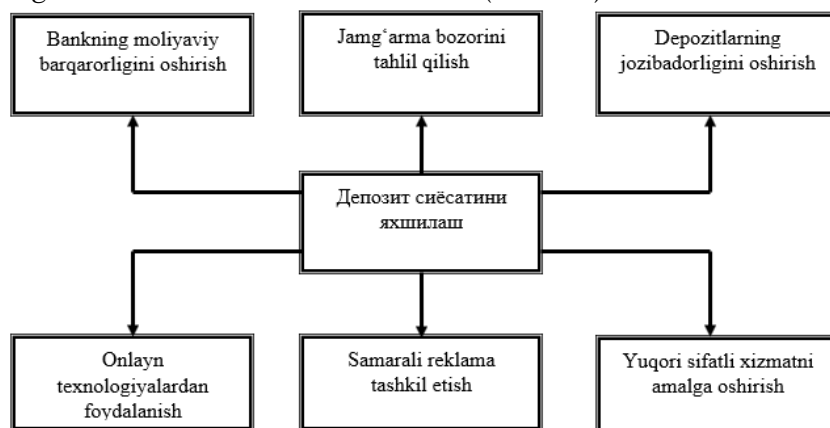 Bankning moliyaviy
barqarorligini oshirish
Jamg‘arma bozorini
tahlil qilish
Depozitlarning
jozibadorligini oshirish
Депозит сиёсатини
яхшилаш
Onlayn
texnologiyalardan
foydalanish
Samarali reklama
tashkil etish
Yuqori sifatli xizmatni
amalga oshirish